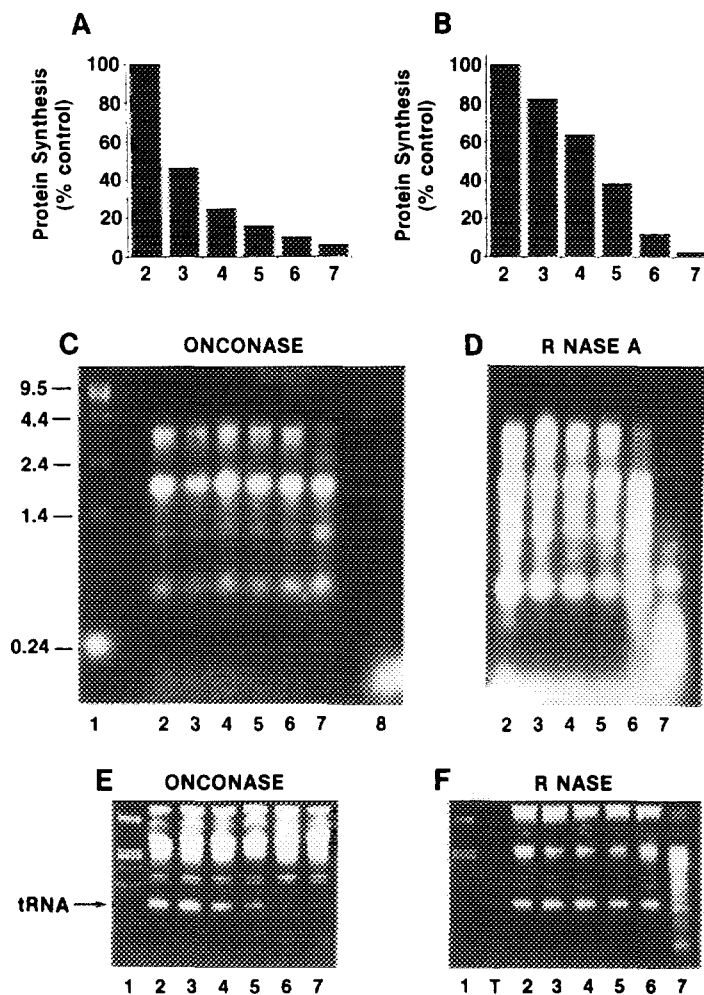 A
B
Protein Synthesis
(% control)
100
80
60
40
20
0
2 3 4 5 6 7
Protein Synthesis
(% control)
100
80
60
40
20
0
2 3 4 5 6 7
C ONCONASE
D R NASE A
9.5
4.4
2.4
1.4
0.24
1 2 3 4 5 6 7 8
2 3 4 5 6 7
E ONCONASE
F R NASE
tRNA
1 2 3 4 5 6 7
1 T 2 3 4 5 6 7